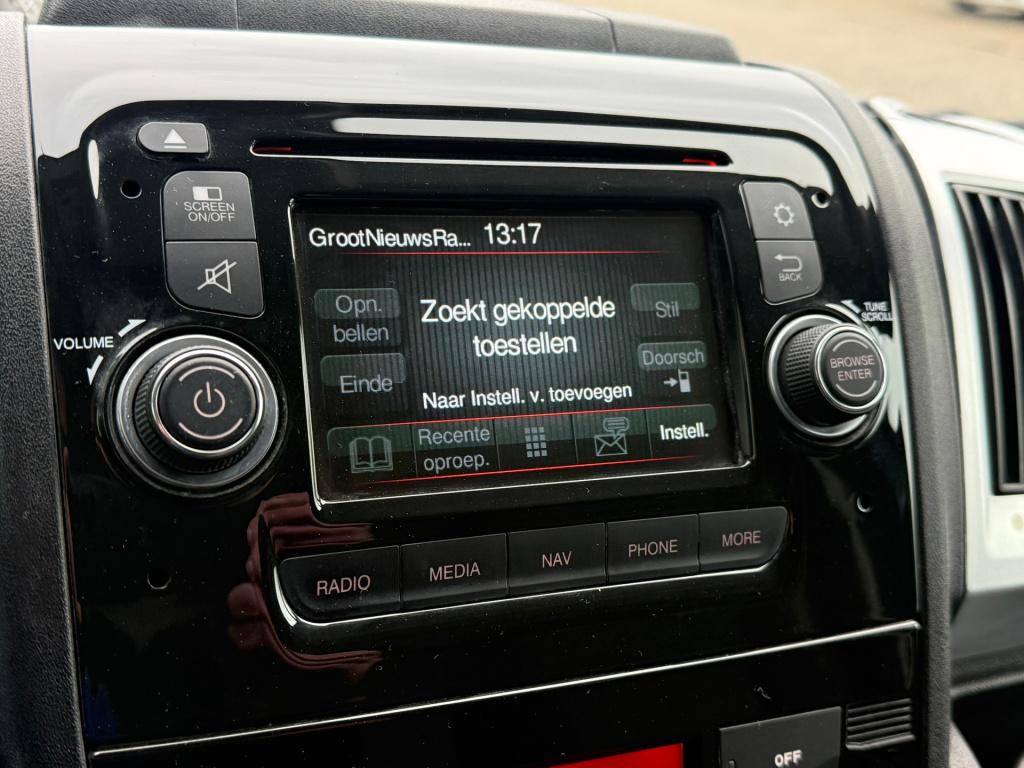 SCREEN
ON/OFF
GrootNieuwsRa... 13:17
Opn.
bellen
Zoekt gekoppelde
toestellen
Stil
Einde
Doorsch
Naar Instell. v. toevoegen
Recente
oproep.
Instell.
BACK
VOLUME
TUNE
SCROLL
BROWSE
ENTER
RADIO
MEDIA
NAV
PHONE
MORE
OFF